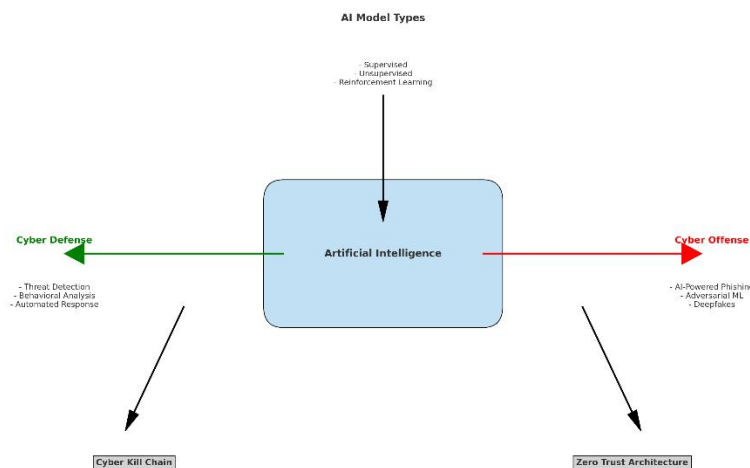 AI Model Types
- Supervised
- Unsupervised
- Reinforcement Learning
Cyber Defense
Cyber Offense
Artificial Intelligence
- Threat Detection
- Behavioral Analysis
- Automated Response
- AI-Powered Phishing
- Adversarial ML
- Deepfakes
Cyber Kill Chain
Zero Trust Architecture